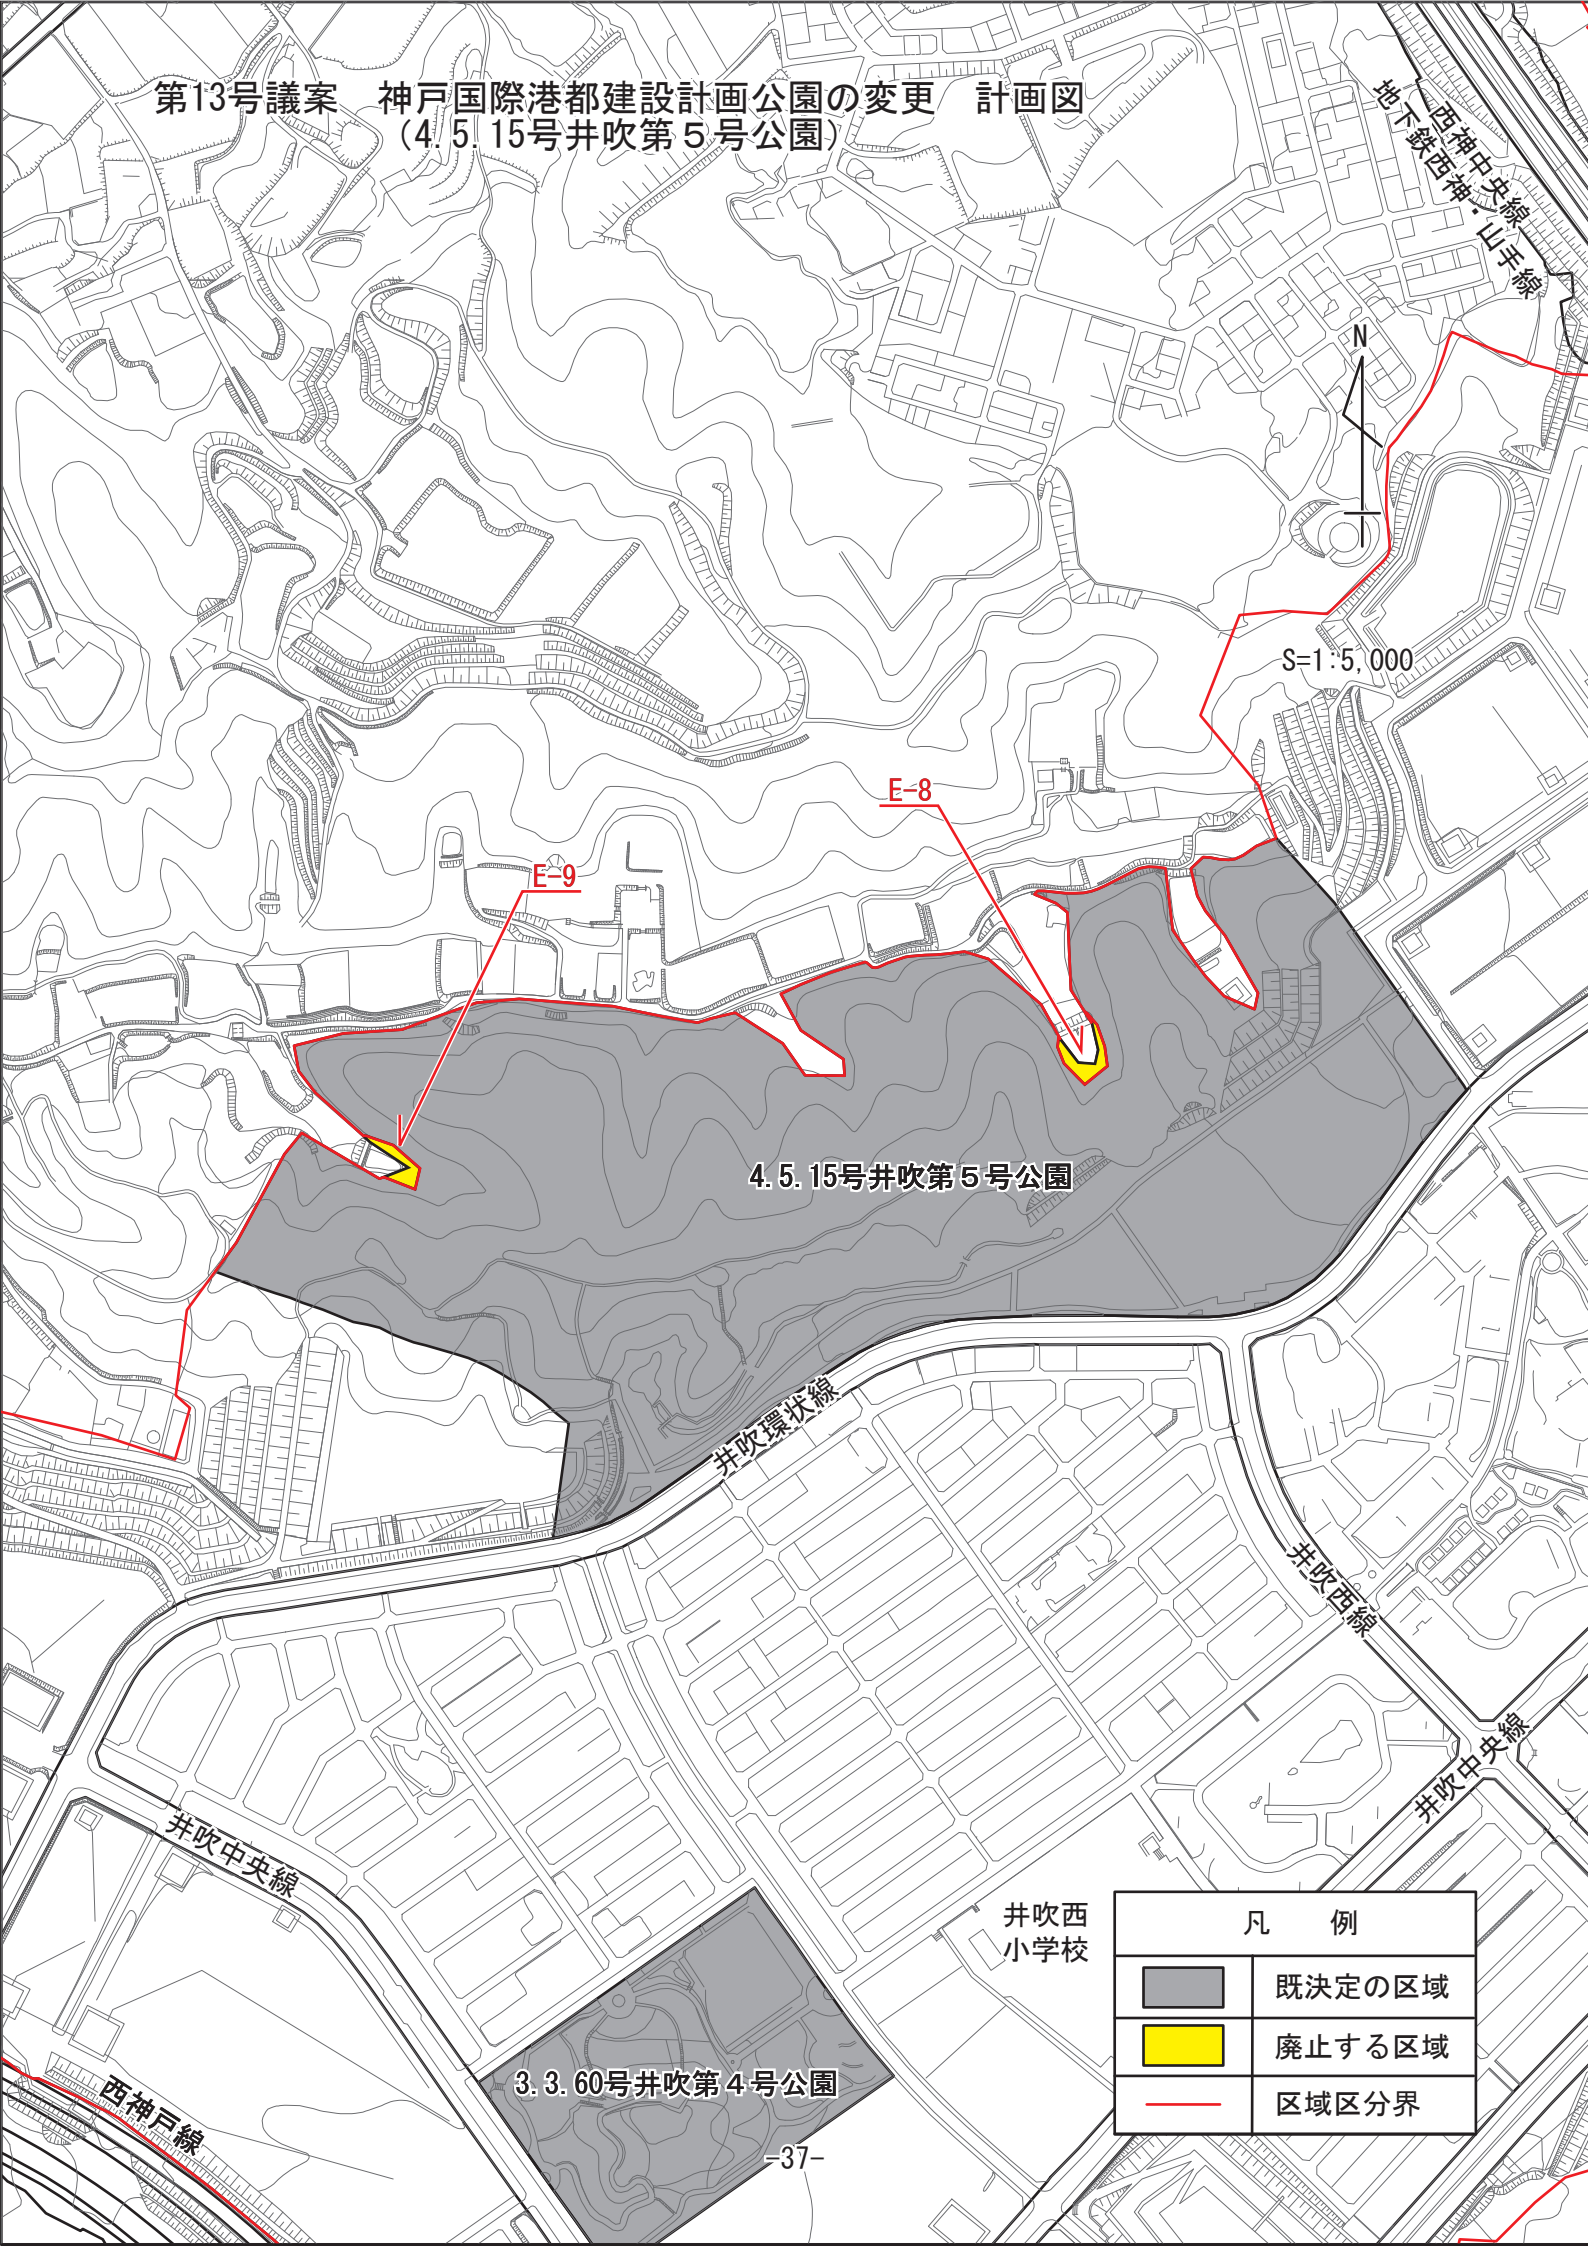 第13号議案　神戸国際港都建設計画公園の変更　計画図
（4.5.15号井吹第５号公園）
西神中央線
地下鉄西神・山手線
N
S=1:5,000
E-8
E-9
4.5.15号井吹第５号公園
井吹環状線
井吹西線
井吹中央線
井吹中央線
井吹西
小学校
凡　例
既決定の区域
廃止する区域
区域区分界
3.3.60号井吹第４号公園
西神戸線
-37-